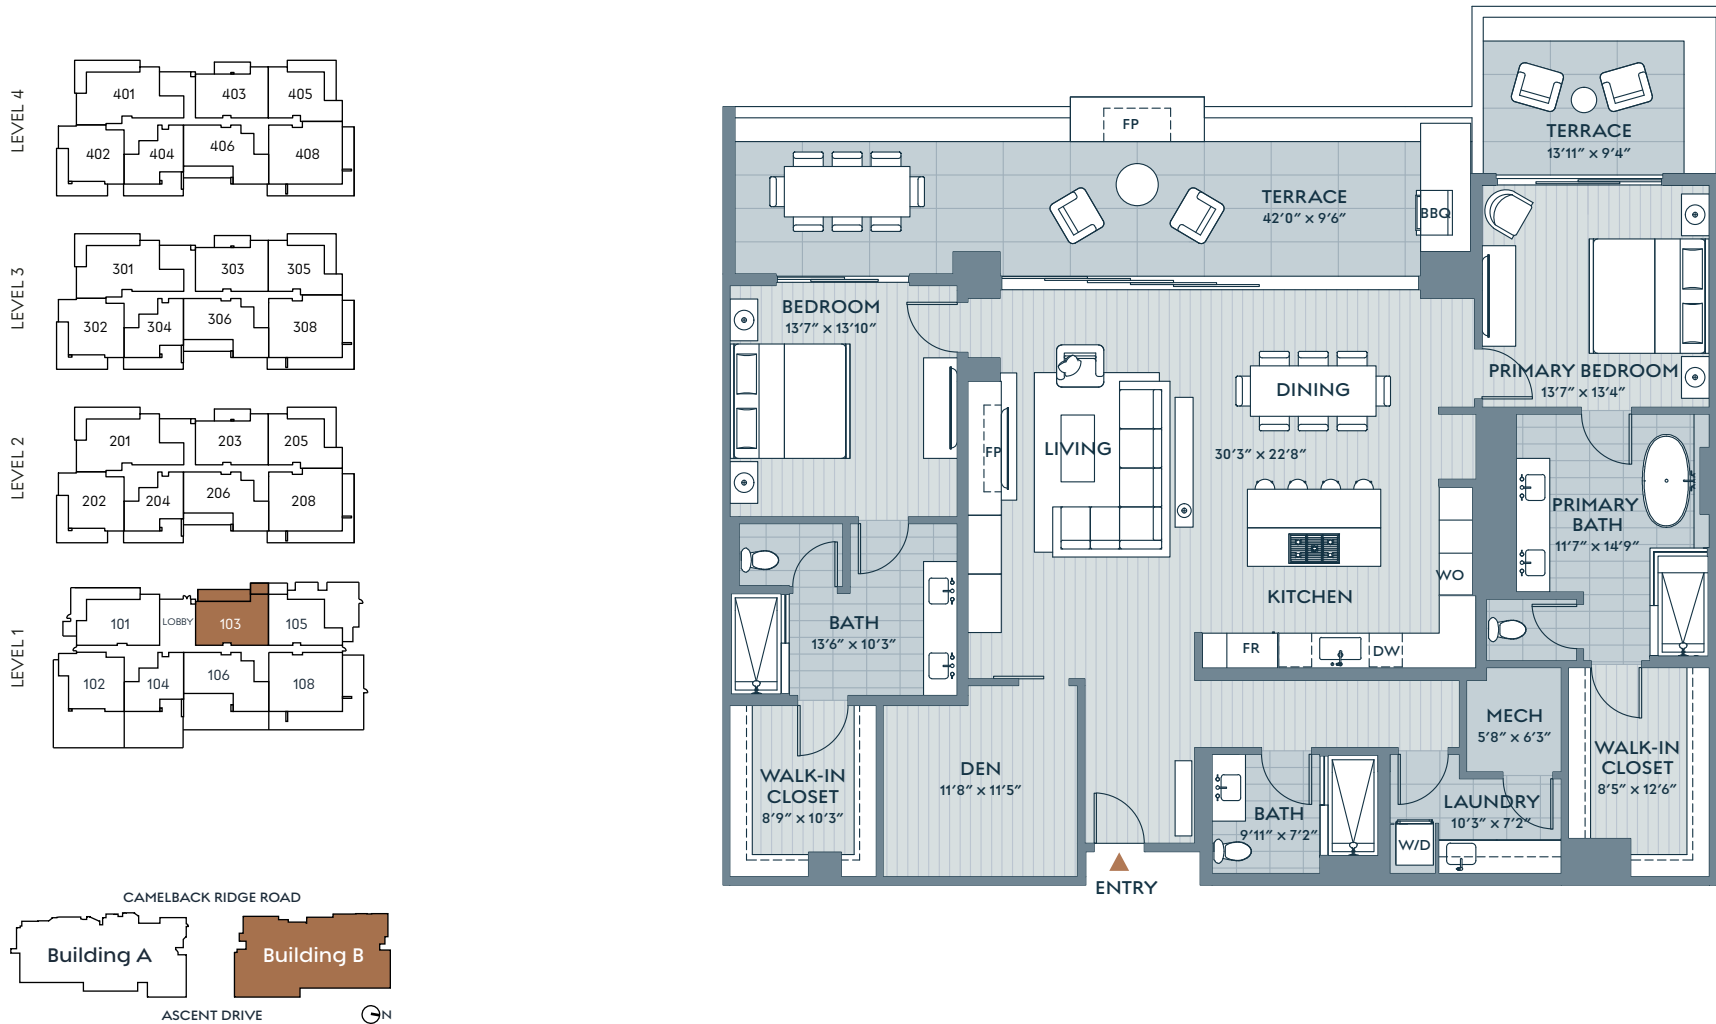 LEVEL 4
401
403
405
402
404
406
408
LEVEL 3
301
303
305
302
304
306
308
LEVEL 2
201
203
205
202
204
206
208
LEVEL 1
101
LOBBY
103
105
102
104
106
108
CAMELBACK RIDGE ROAD
Building A
Building B
ASCENT DRIVE
N
FP
TERRACE
13'11" x 9'4"
TERRACE
42'0" x 9'6"
BBQ
BEDROOM
13'7" x 13'10"
PRIMARY BEDROOM
13'7" x 13'4"
DINING
LIVING
FP
30'3" x 22'8"
PRIMARY
BATH
11'7" x 14'9"
WO
KITCHEN
BATH
13'6" x 10'3"
FR
DW
MECH
5'8" x 6'3"
WALK-IN
CLOSET
8'5" x 12'6"
WALK-IN
CLOSET
8'9" x 10'3"
DEN
11'8" x 11'5"
BATH
9'11" x 7'2"
LAUNDRY
10'3" x 7'2"
W/D
ENTRY